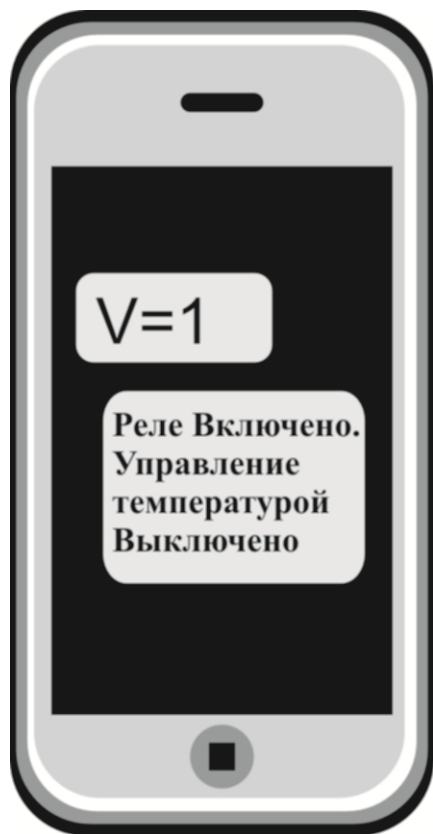 V=1
Реле Включено.
Управление
температурой
Выключено